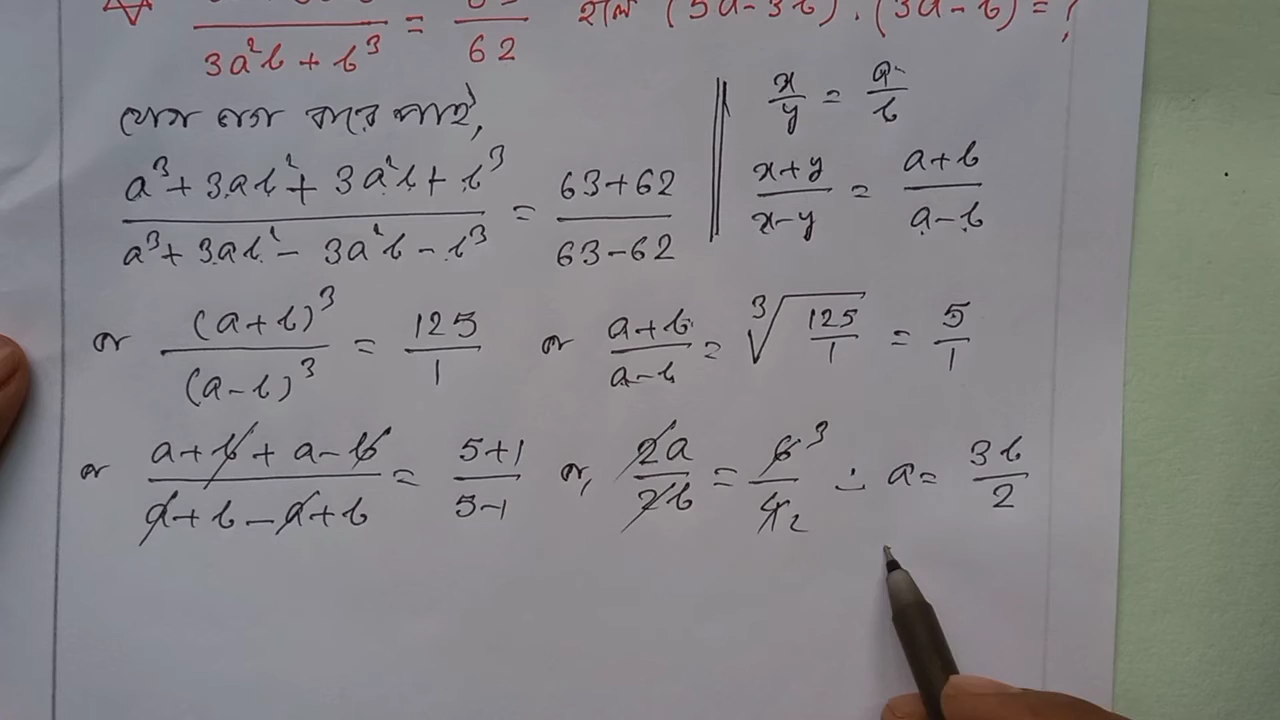 3a²b + b³ = 62 হলে (5a-3b) : (3a-b) = ?
যোগ ভাগ করে পাই,
x/y = a/b
(a³ + 3ab² + 3a²b + b³)/(a³ + 3ab² - 3a²b - b³) = (63+62)/(63-62)
(x+y)/(x-y) = (a+b)/(a-b)
or (a+b)³/(a-b)³ = 125/1 or (a+b)/(a-b) = ³√(125/1) = 5/1
or (a+b+a-b)/(a+b-a+b) = (5+1)/(5-1) or, 2a/2b = 6³/4₂ ∴ a = 3b/2